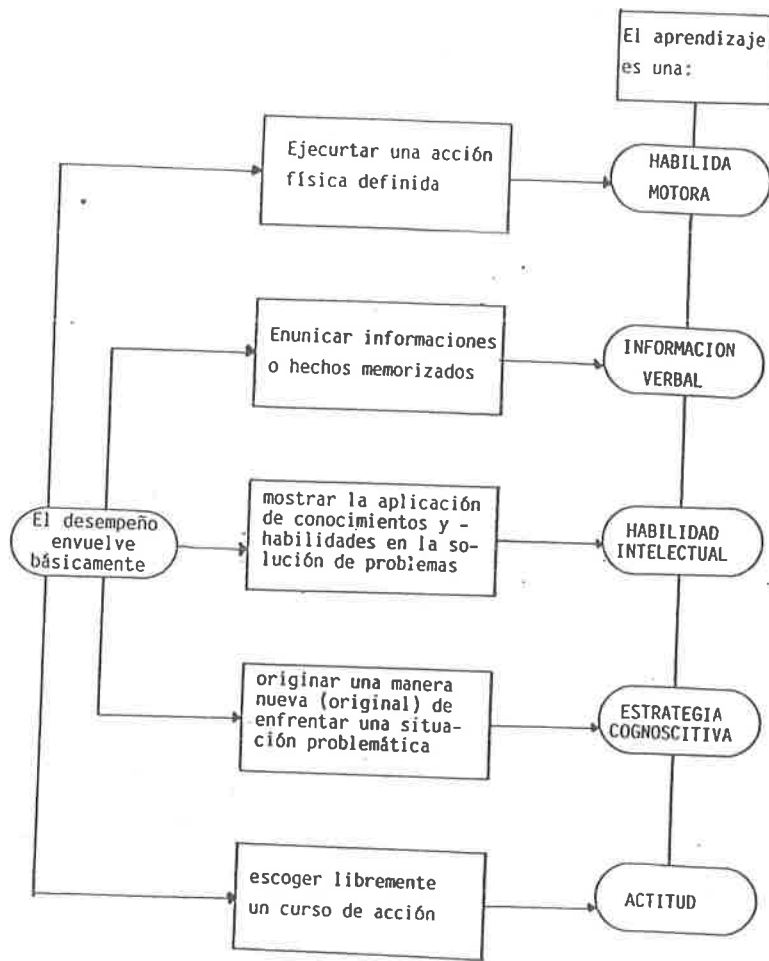 El aprendizaje
es una:
Ejecurtar una acción
física definida
HABILIDA
MOTORA
Enunicar informaciones
o hechos memorizados
INFORMACION
VERBAL
El desempeño
envuelve
básicamente
mostrar la aplicación
de conocimientos y -
habilidades en la so-
lución de problemas
HABILIDAD
INTELECTUAL
originar una manera
nueva (original) de
enfrentar una situa-
ción problemática
ESTRATEGIA
COGNOSCITIVA
escoger libremente
un curso de acción
ACTITUD